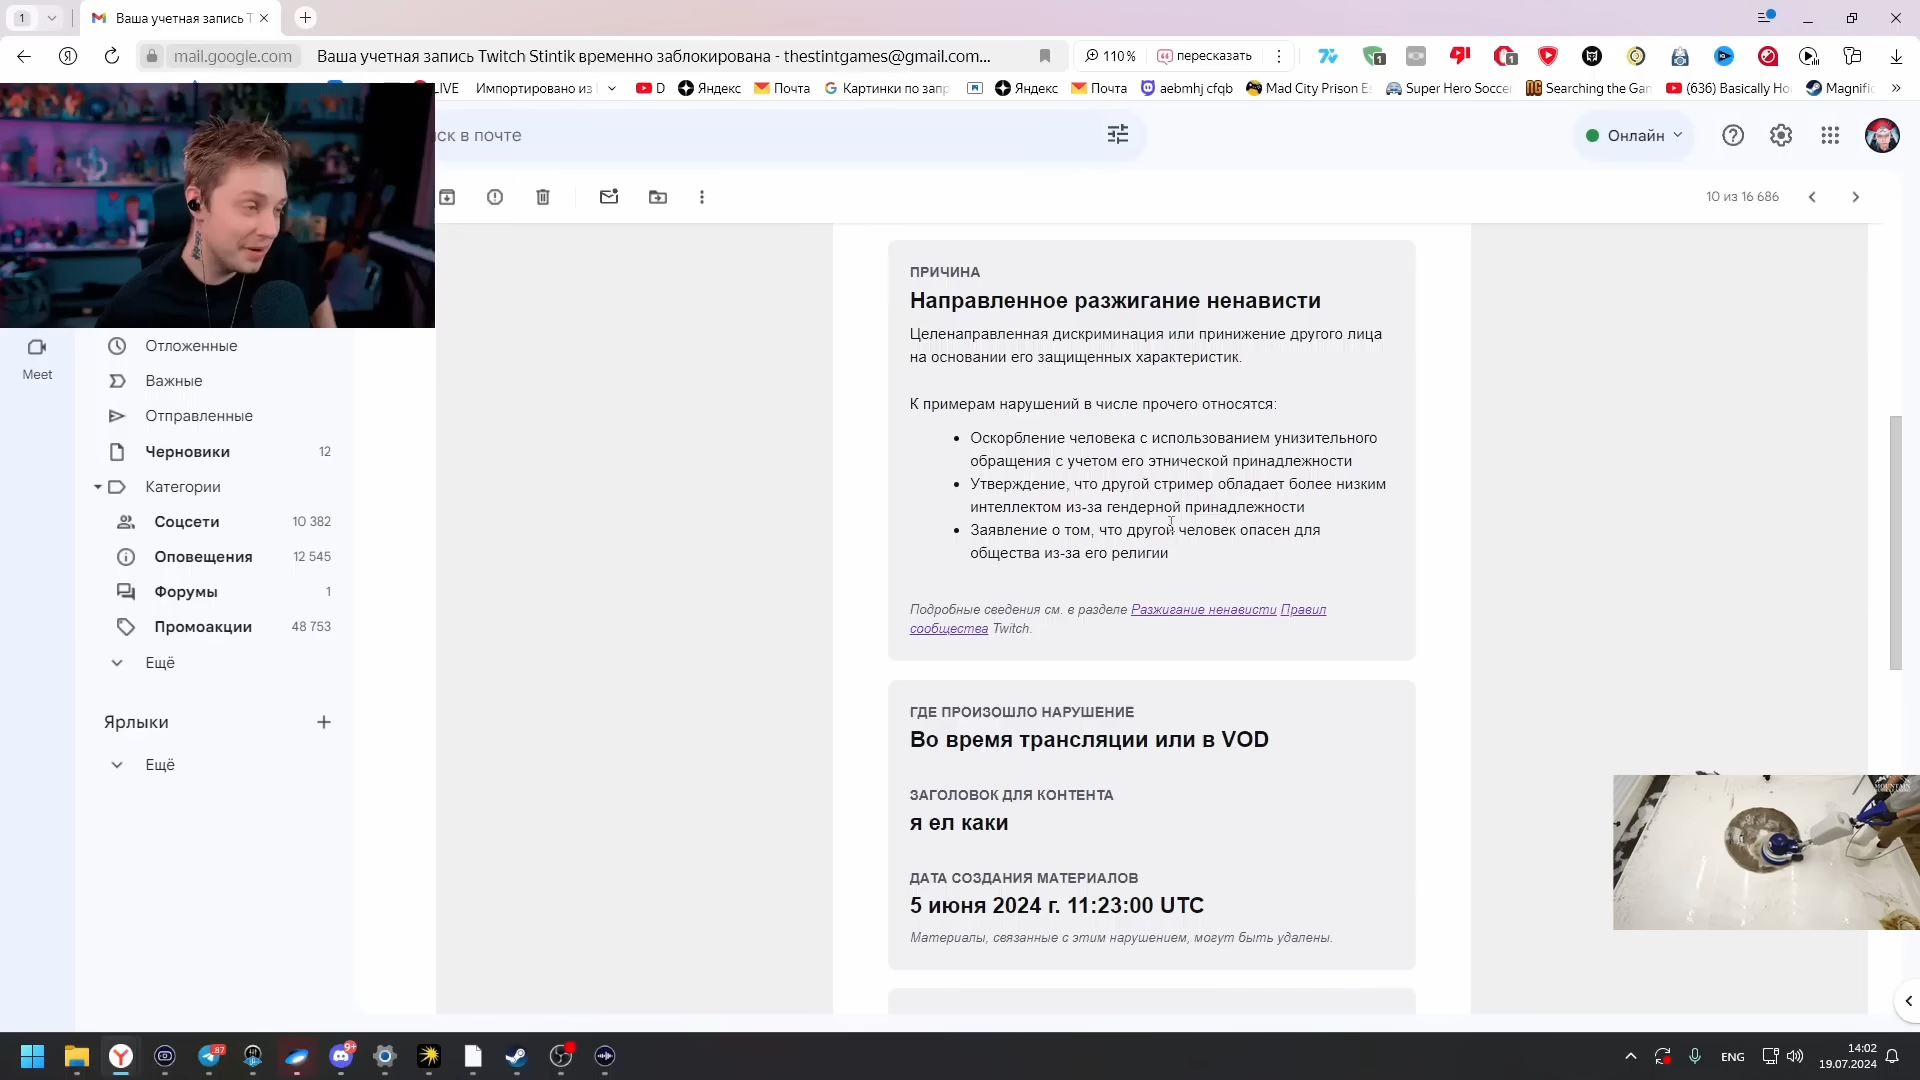 1
Ваша учетная запись T
mail.google.com
Ваша учетная запись Twitch Stintik временно заблокирована - thestintgames@gmail.com...
110%
пересказать
LIVE
Импортировано из
D
Яндекс
Почта
Картинки по запр
Яндекс
Почта
aebmhj cfqb
Mad City Prison Es
Super Hero Soccer
Searching the Gar
(636) Basically Ho
Magnific
ск в почте
Онлайн
10 из 16 686
Meet
Отложенные
Важные
Отправленные
Черновики 12
Категории
Соцсети 10 382
Оповещения 12 545
Форумы 1
Промоакции 48 753
Ещё
Ярлыки
Ещё
ПРИЧИНА
Направленное разжигание ненависти
Целенаправленная дискриминация или принижение другого лица
на основании его защищенных характеристик.
К примерам нарушений в числе прочего относятся:
• Оскорбление человека с использованием унизительного
обращения с учетом его этнической принадлежности
• Утверждение, что другой стример обладает более низким
интеллектом из-за гендерной принадлежности
• Заявление о том, что другой человек опасен для
общества из-за его религии
Подробные сведения см. в разделе Разжигание ненависти Правил
сообщества Twitch.
ГДЕ ПРОИЗОШЛО НАРУШЕНИЕ
Во время трансляции или в VOD
ЗАГОЛОВОК ДЛЯ КОНТЕНТА
я ел каки
ДАТА СОЗДАНИЯ МАТЕРИАЛОВ
5 июня 2024 г. 11:23:00 UTC
Материалы, связанные с этим нарушением, могут быть удалены.
MOUNTAIN
87
9+
ENG
14:02
19.07.2024